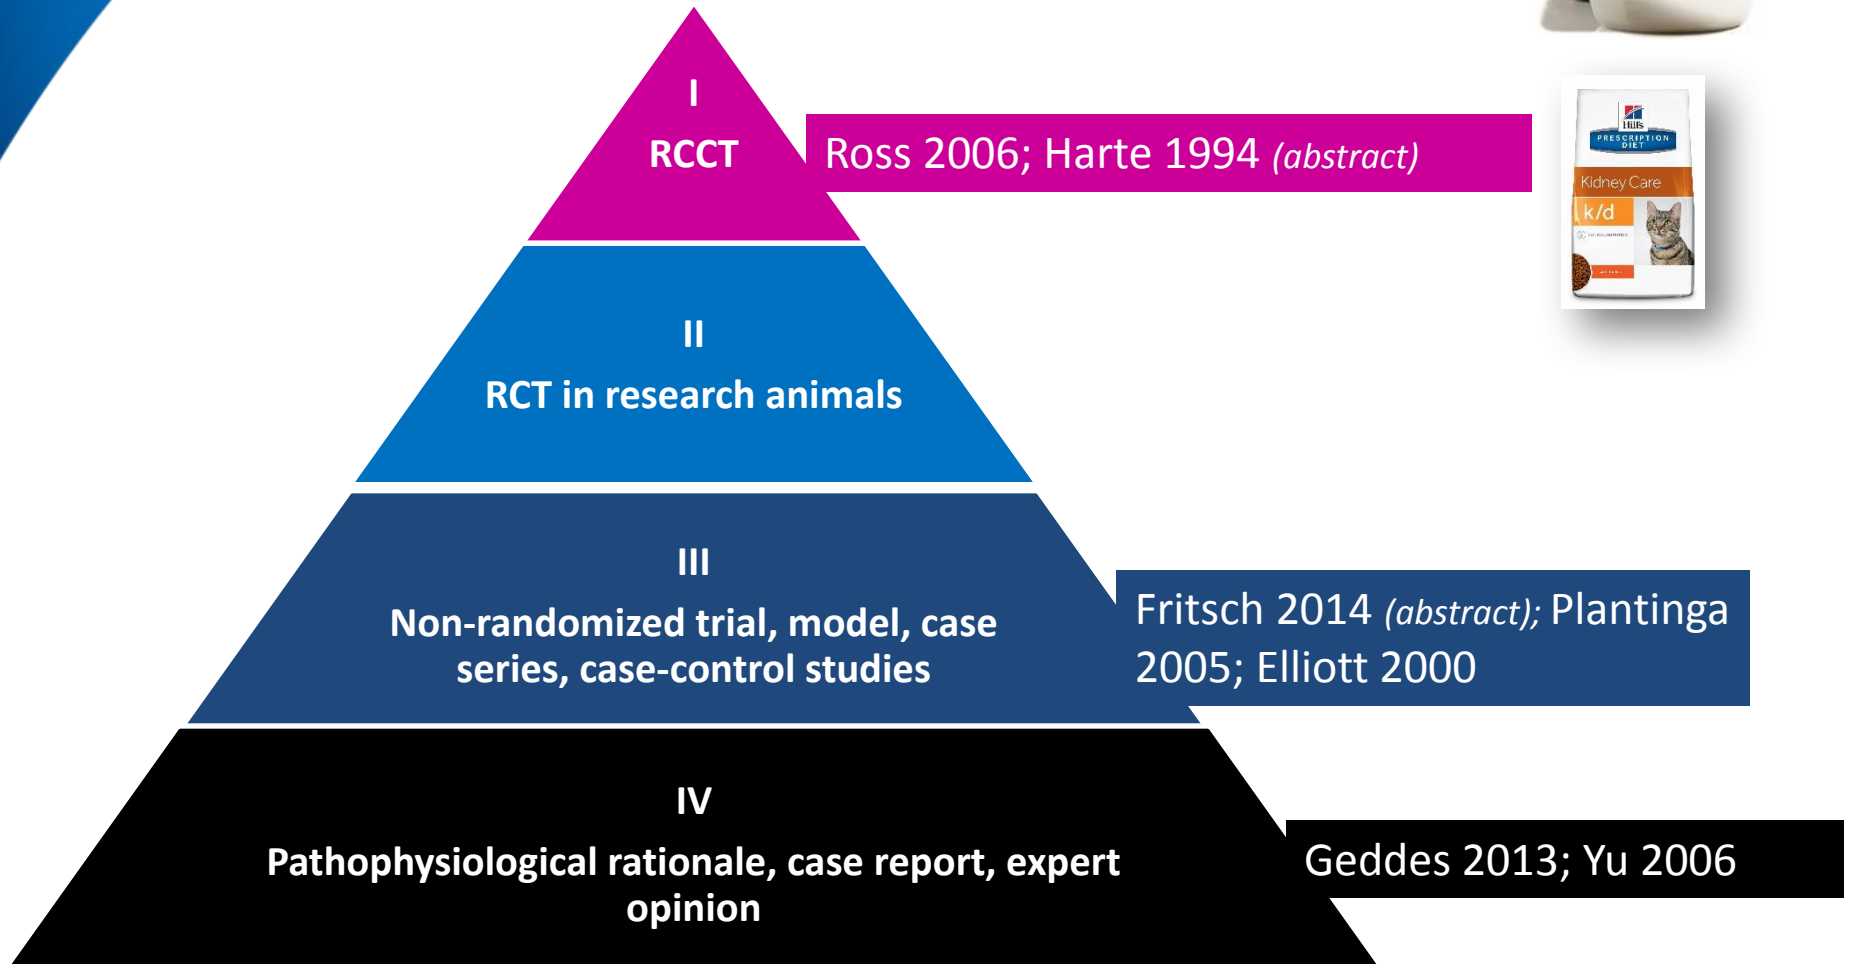 I
RCCT
Ross 2006; Harte 1994 (abstract)
Hill's
PRESCRIPTION
DIET
Kidney Care
k/d
II
RCT in research animals
III
Non-randomized trial, model, case
series, case-control studies
Fritsch 2014 (abstract); Plantinga
2005; Elliott 2000
IV
Pathophysiological rationale, case report, expert
opinion
Geddes 2013; Yu 2006